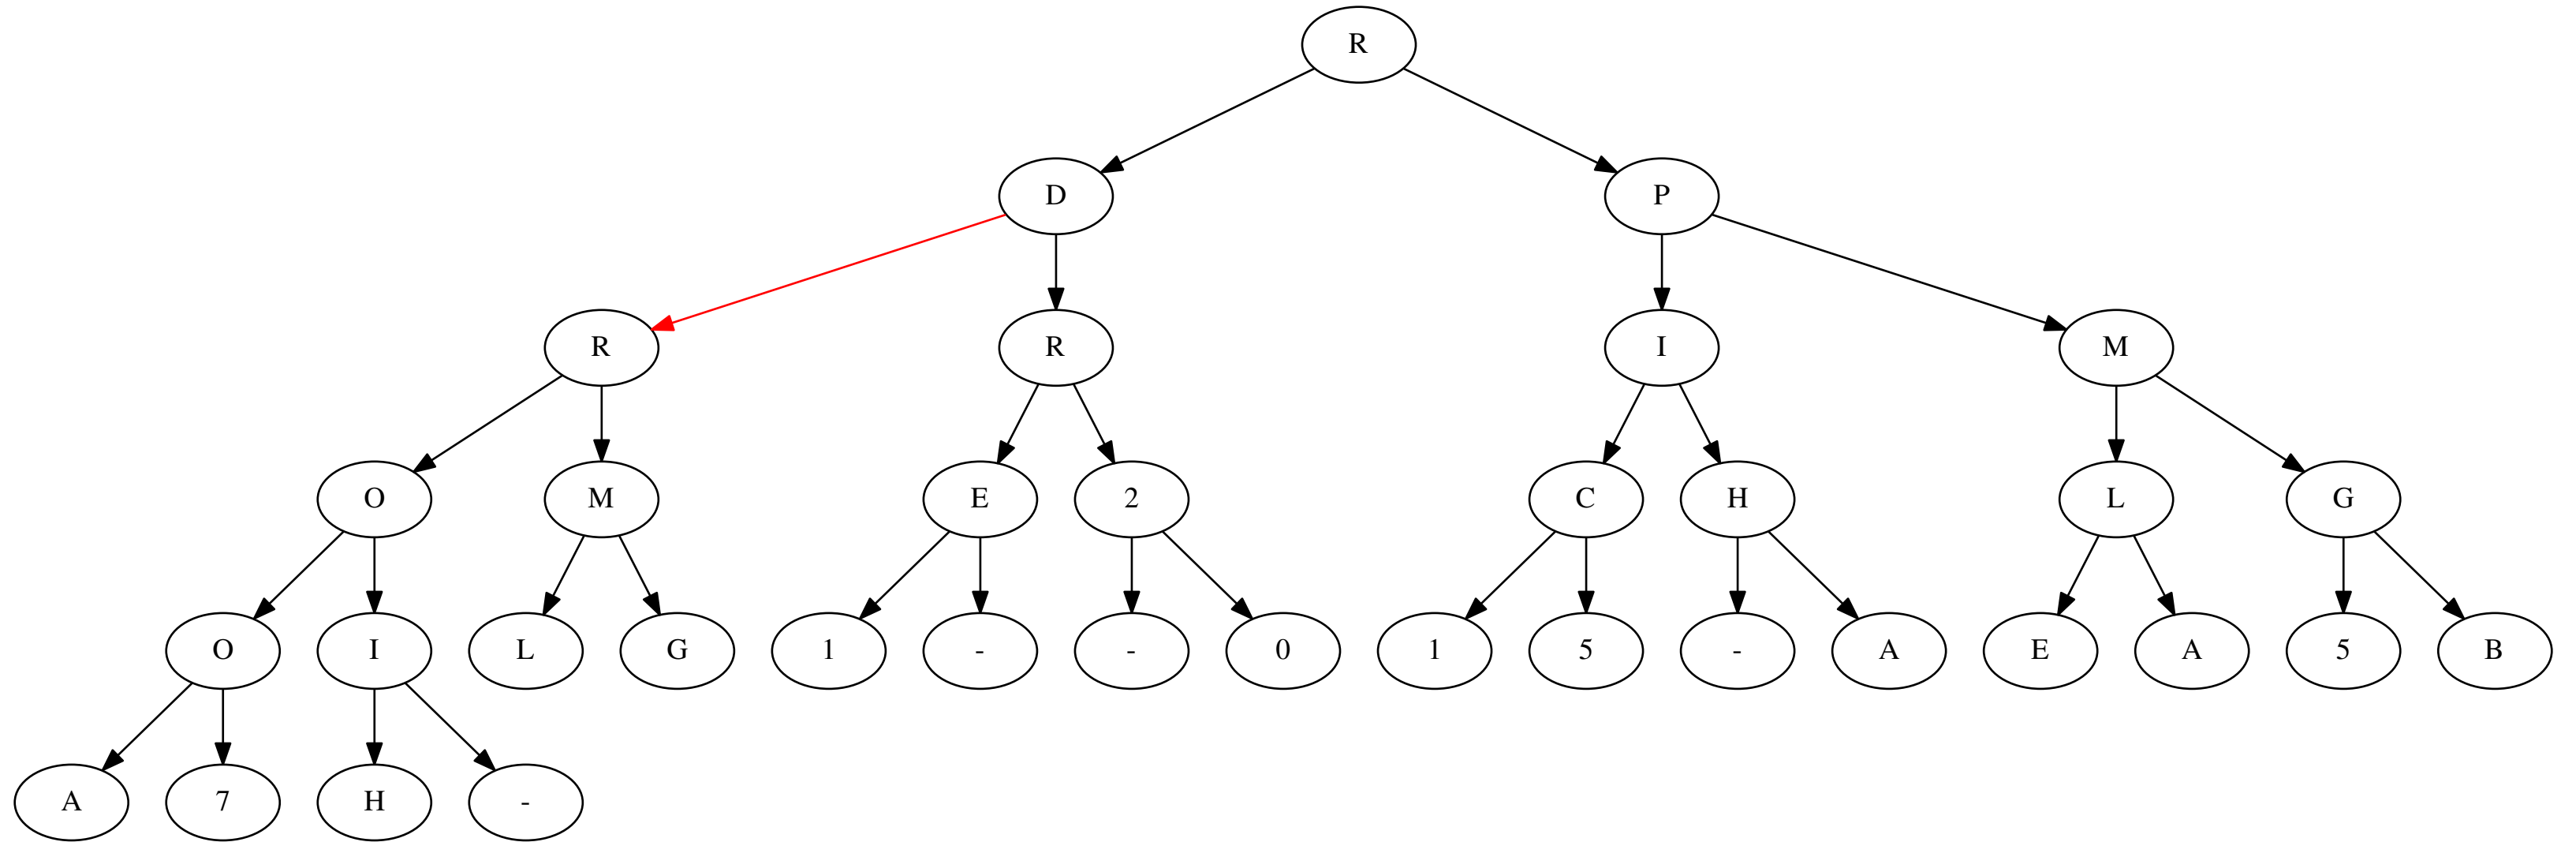 R
D P
R R I M
O M E 2 C H L G
O I L G 1 - - 0 1 5 - A E A 5 B
A 7 H -